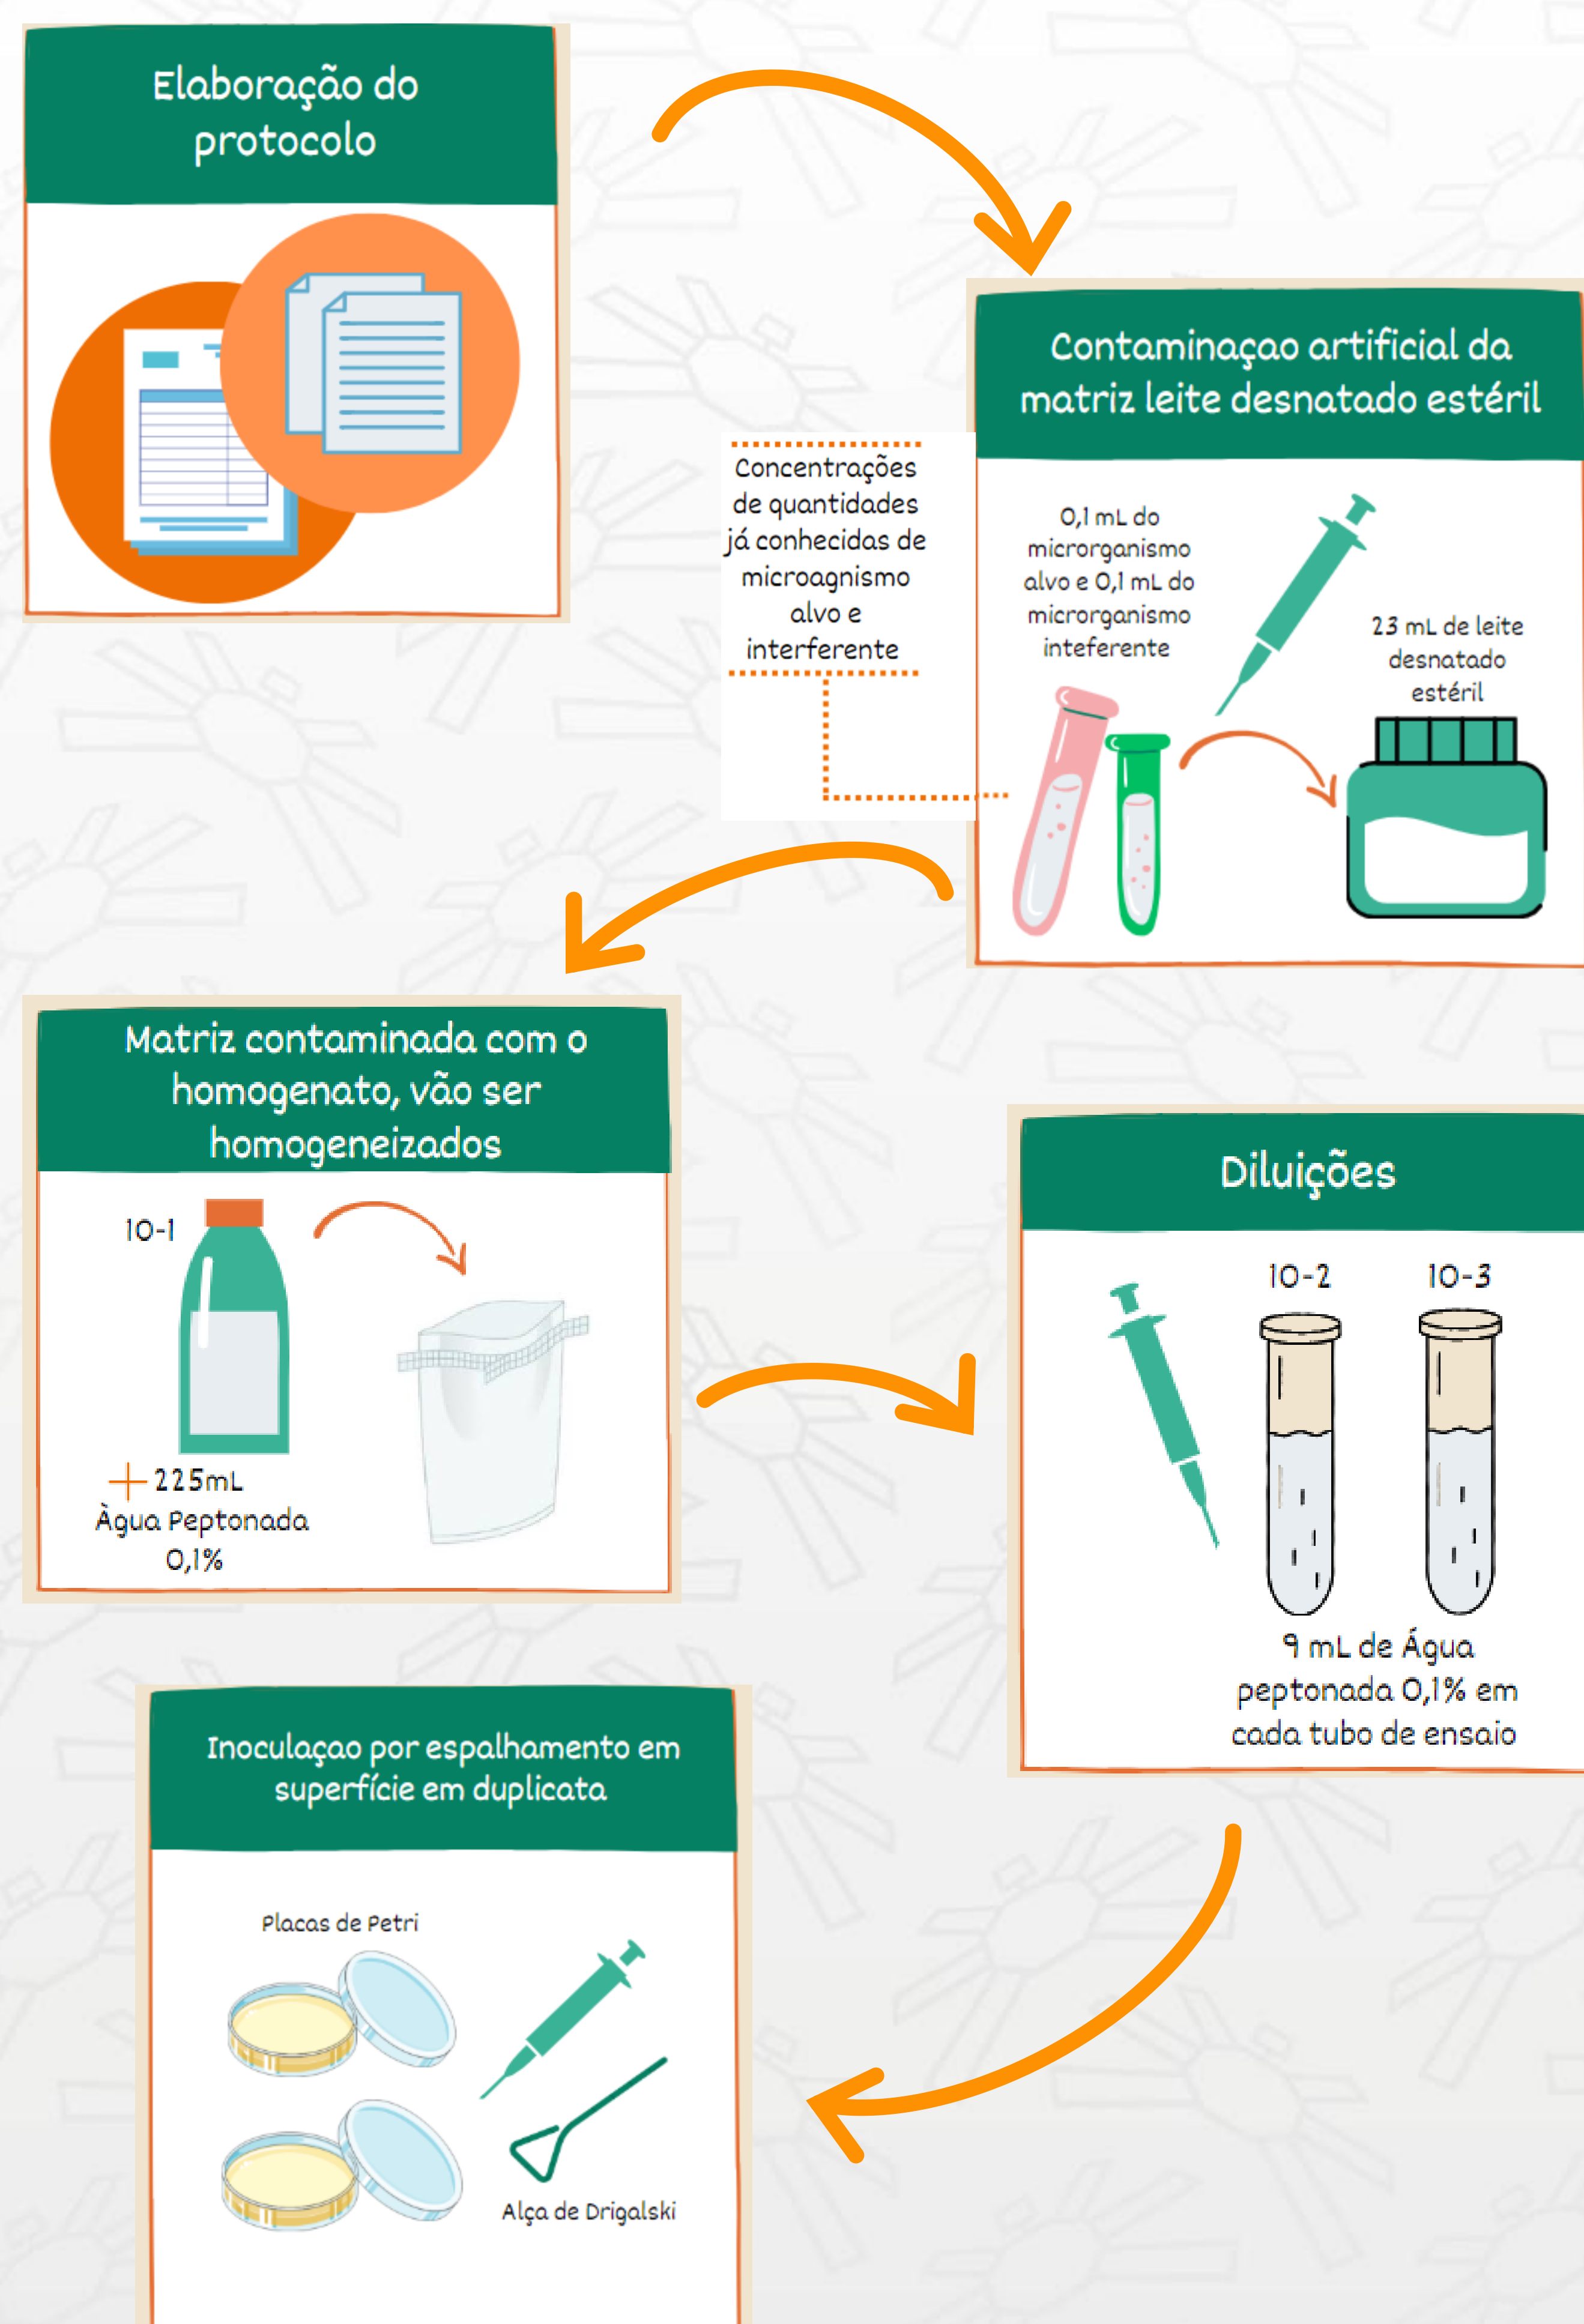 Elaboração do
protocolo
Contaminaçao artificial da
matriz leite desnatado estéril
Concentrações
de quantidades
já conhecidas de
microagnismo
alvo e
interferente
0,1 mL do
microrganismo
alvo e 0,1 mL do
microrganismo
inteferente
23 mL de leite
desnatado
estéril
Matriz contaminada com o
homogenato, vão ser
homogeneizados
10-1
+ 225mL
Àgua Peptonada
0,1%
Diluições
10-2
10-3
9 mL de Água
peptonada 0,1% em
cada tubo de ensaio
Inoculaçao por espalhamento em
superfície em duplicata
Placas de Petri
Alça de Drigalski